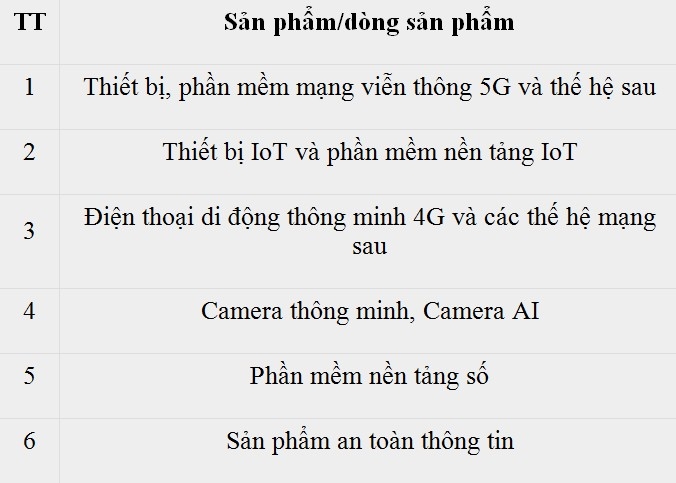 TT Sản phẩm/dòng sản phẩm
1 Thiết bị, phần mềm mạng viễn thông 5G và thế hệ sau
2 Thiết bị IoT và phần mềm nền tảng IoT
3 Điện thoại di động thông minh 4G và các thế hệ mạng
sau
4 Camera thông minh, Camera AI
5 Phần mềm nền tảng số
6 Sản phẩm an toàn thông tin